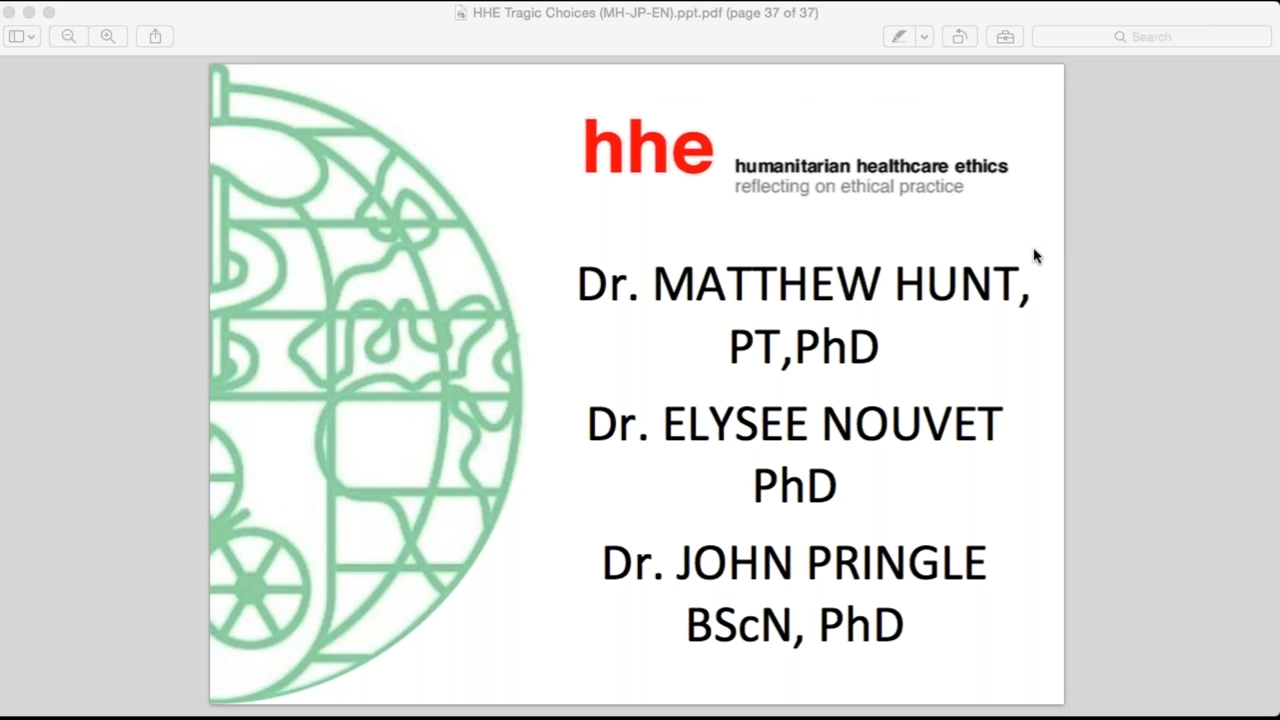 HHE Tragic Choices (MH-JP-EN).ppt.pdf (page 37 of 37)
Search
hhe
humanitarian healthcare ethics
reflecting on ethical practice
Dr. MATTHEW HUNT,
PT,PhD
Dr. ELYSEE NOUVET
PhD
Dr. JOHN PRINGLE
BScN, PhD